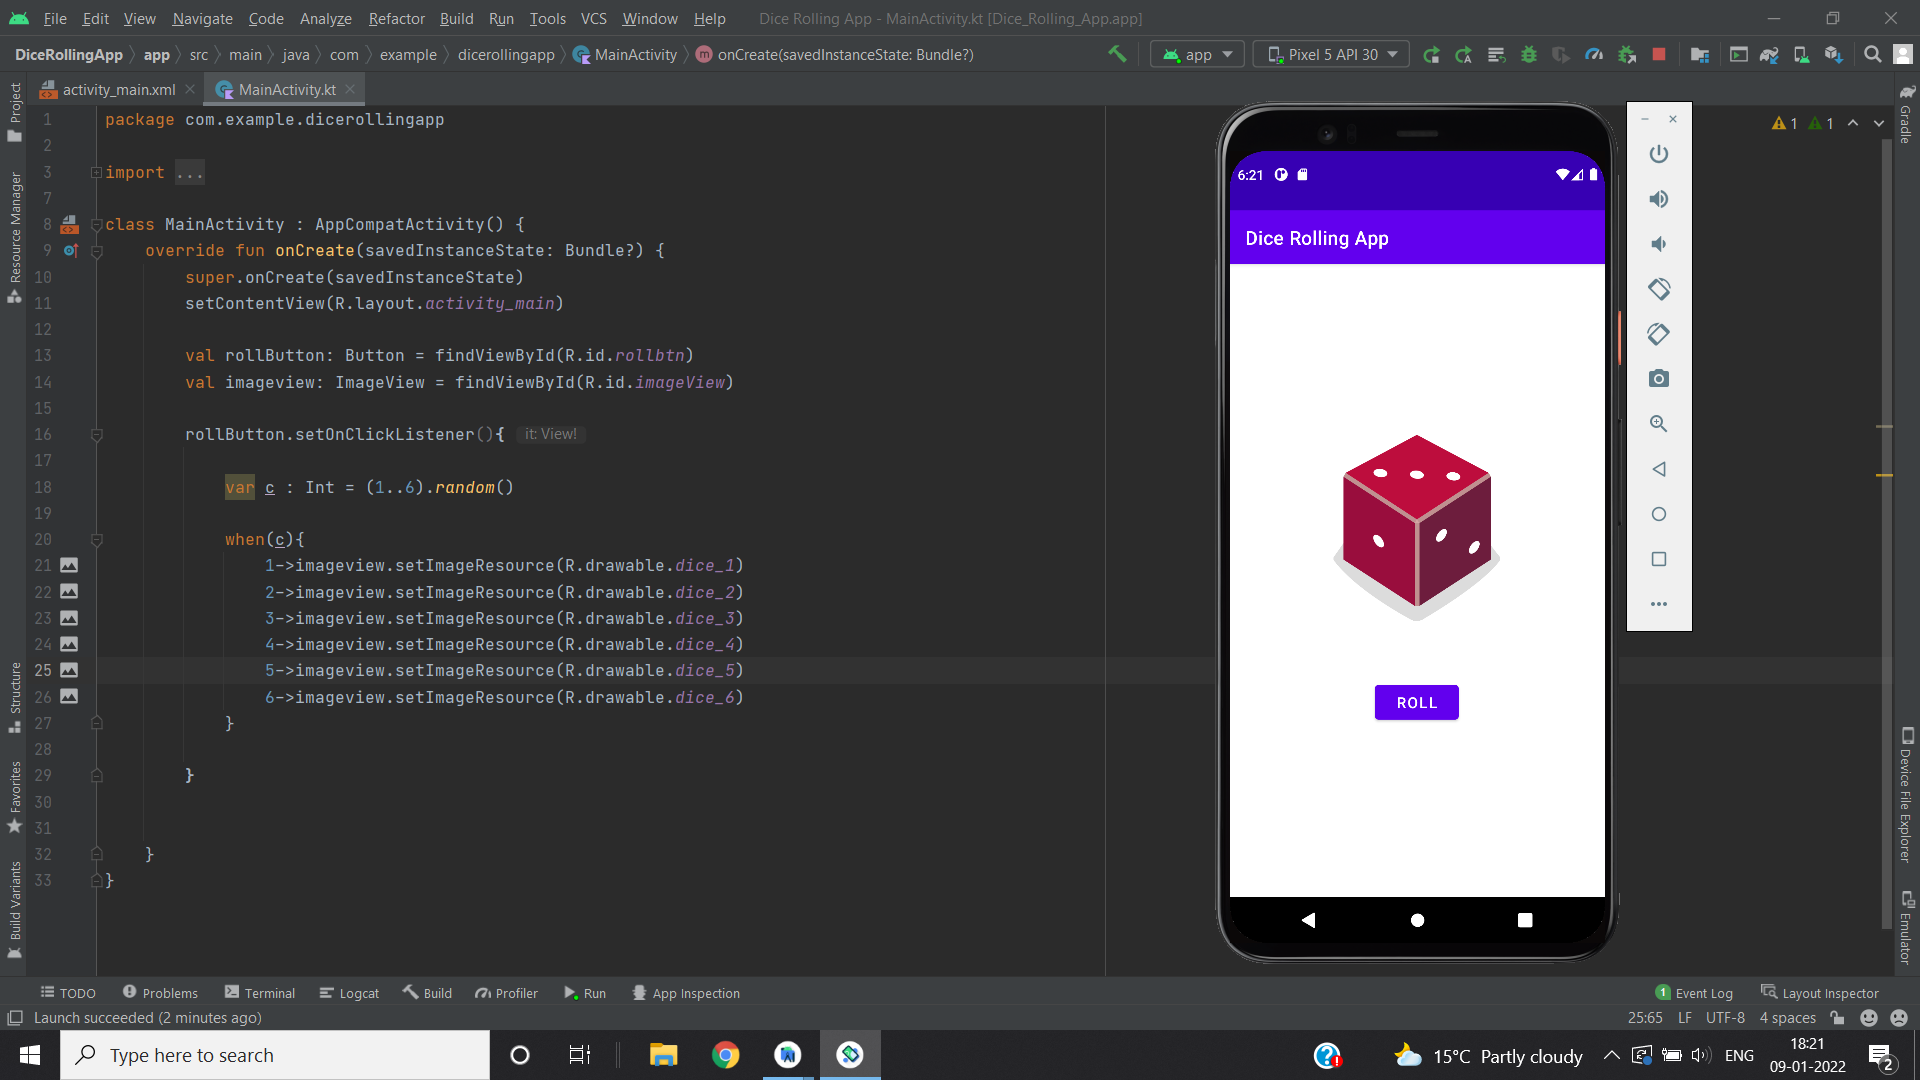 File Edit View Navigate Code Analyze Refactor Build Run Tools VCS Window Help Dice Rolling App - MainActivity.kt [Dice_Rolling_App.app]
DiceRollingApp app src main java com example dicerollingapp MainActivity onCreate(savedInstanceState: Bundle?) app Pixel 5 API 30
activity_main.xml MainActivity.kt
Project
Resource Manager
Structure
Favorites
Build Variants
1 package com.example.dicerollingapp
2
3 import ...
7
8 class MainActivity : AppCompatActivity() {
9 override fun onCreate(savedInstanceState: Bundle?) {
10 super.onCreate(savedInstanceState)
11 setContentView(R.layout.activity_main)
12
13 val rollButton: Button = findViewById(R.id.rollbtn)
14 val imageview: ImageView = findViewById(R.id.imageView)
15
16 rollButton.setOnClickListener(){ it: View!
17
18 var c : Int = (1..6).random()
19
20 when(c){
21 1->imageview.setImageResource(R.drawable.dice_1)
22 2->imageview.setImageResource(R.drawable.dice_2)
23 3->imageview.setImageResource(R.drawable.dice_3)
24 4->imageview.setImageResource(R.drawable.dice_4)
25 5->imageview.setImageResource(R.drawable.dice_5)
26 6->imageview.setImageResource(R.drawable.dice_6)
27 }
28
29 }
30
31
32 }
33 }
1 1
6:21
Dice Rolling App
ROLL
Gradle
Device File Explorer
Emulator
TODO Problems Terminal Logcat Build Profiler Run App Inspection 1 Event Log Layout Inspector
Launch succeeded (2 minutes ago) 25:65 LF UTF-8 4 spaces
Type here to search 15°C Partly cloudy ENG 18:21
09-01-2022 2